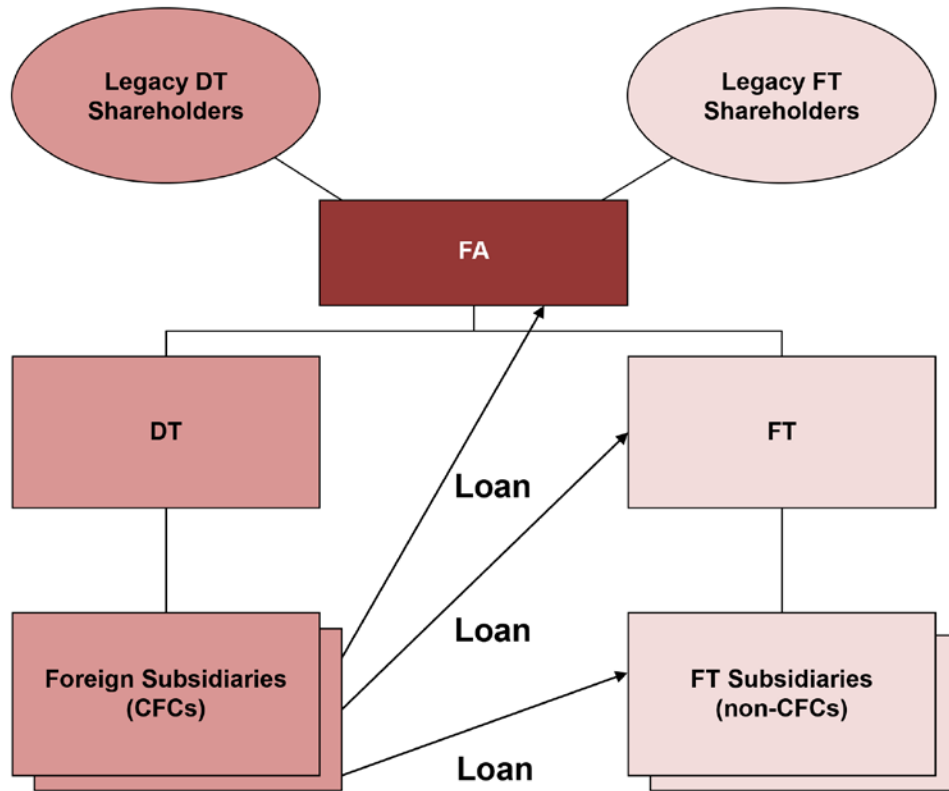 Legacy DT
Shareholders
Legacy FT
Shareholders
FA
DT
FT
Loan
Loan
Foreign Subsidiaries
(CFCs)
FT Subsidiaries
(non-CFCs)
Loan